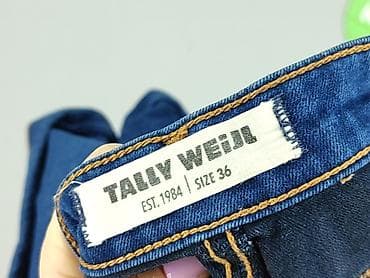 TALLY WEiJL
EST. 1984 | SIZE 36